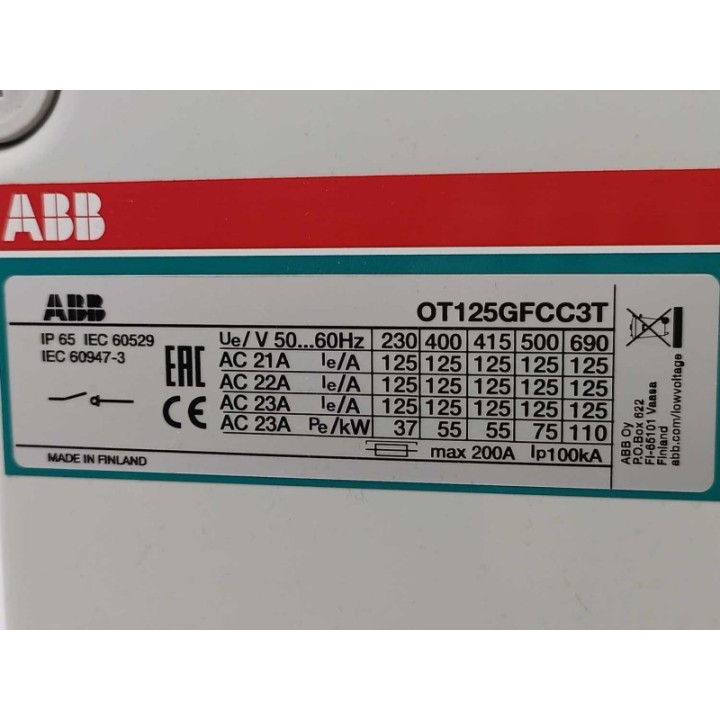 ABB
ABB
OT125GFCC3T
IP 65 IEC 60529
IEC 60947-3
EAC
CE
Ue/ V 50...60Hz 230 400 415 500 690
AC 21A Ie/A 125 125 125 125 125
AC 22A Ie/A 125 125 125 125 125
AC 23A Ie/A 125 125 125 125 125
AC 23A Pe/kW 37 55 55 75 110
max 200A Ip100kA
MADE IN FINLAND
ABB Oy
P.O.Box 622
FI-65101 Vaasa
Finland
abb.com/lowvoltage